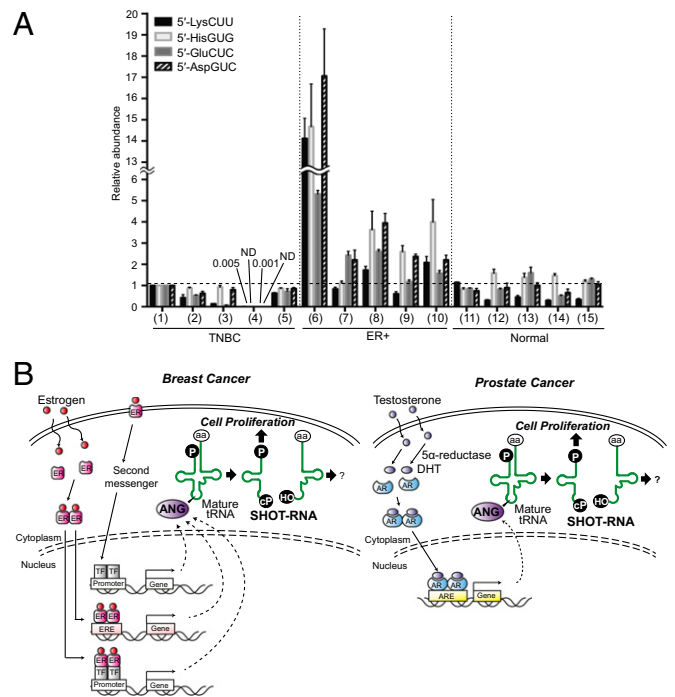 A
Relative abundance
20
19
18
17
16
15
14
13
6
5
4
3
2
1
0
5′-LysCUU
5′-HisGUG
5′-GluCUC
5′-AspGUC
0.005
ND
0.001
ND
(1) (2) (3) (4) (5) (6) (7) (8) (9) (10) (11) (12) (13) (14) (15)
TNBC ER+ Normal
B
Breast Cancer
Estrogen
ER
Cell Proliferation
aa
aa
P
P
ER
ER
Second
messenger
?
ER ER
ANG
Mature
tRNA
cP
HO
SHOT-RNA
Cytoplasm
Nucleus
TF TF
Promoter
Gene
ER ER
ERE
Gene
ER ER
TF TF
Promoter
Gene
Prostate Cancer
Testosterone
Cell Proliferation
5α-reductase
DHT
aa
aa
P
P
AR
AR
?
AR AR
ANG
Mature
tRNA
cP
HO
SHOT-RNA
Cytoplasm
Nucleus
AR AR
ARE
Gene